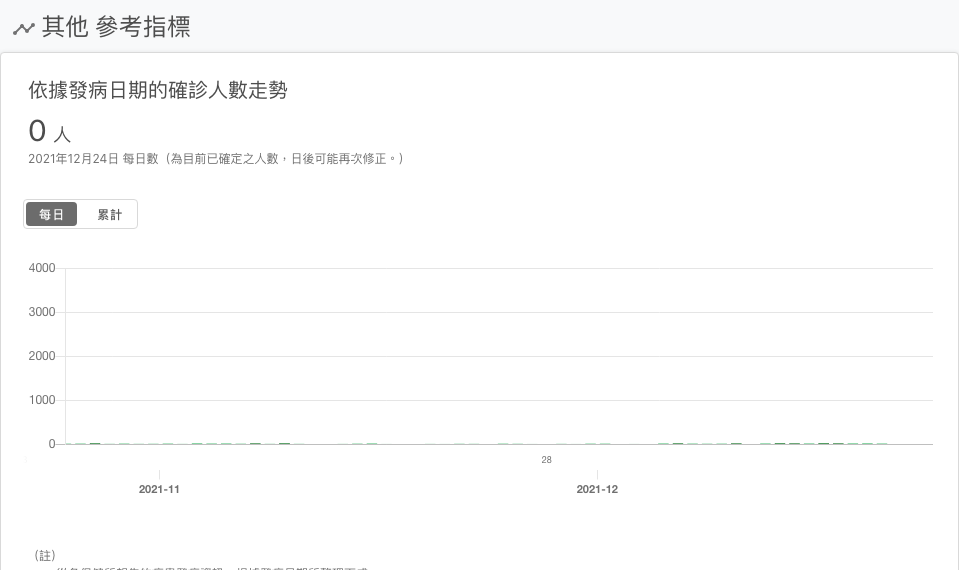 其他 參考指標
依據發病日期的確診人數走勢
0 人
2021年12月24日 每日數（為目前已確定之人數，日後可能再次修正。）
每日 累計
4000
3000
2000
1000
0
28
2021-11 2021-12
（註）